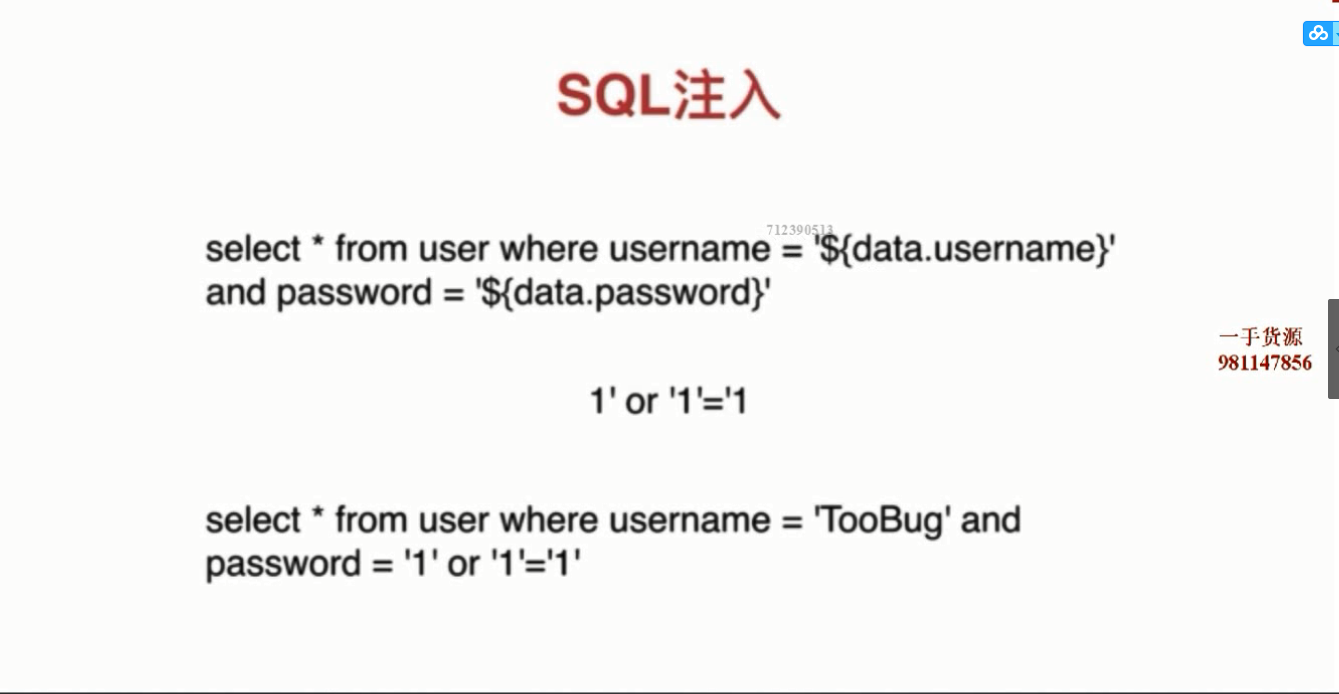 SQL注入
712390513
select * from user where username = '${data.username}'
and password = '${data.password}'
一手货源
981147856
1' or '1'='1
select * from user where username = 'TooBug' and
password = '1' or '1'='1'